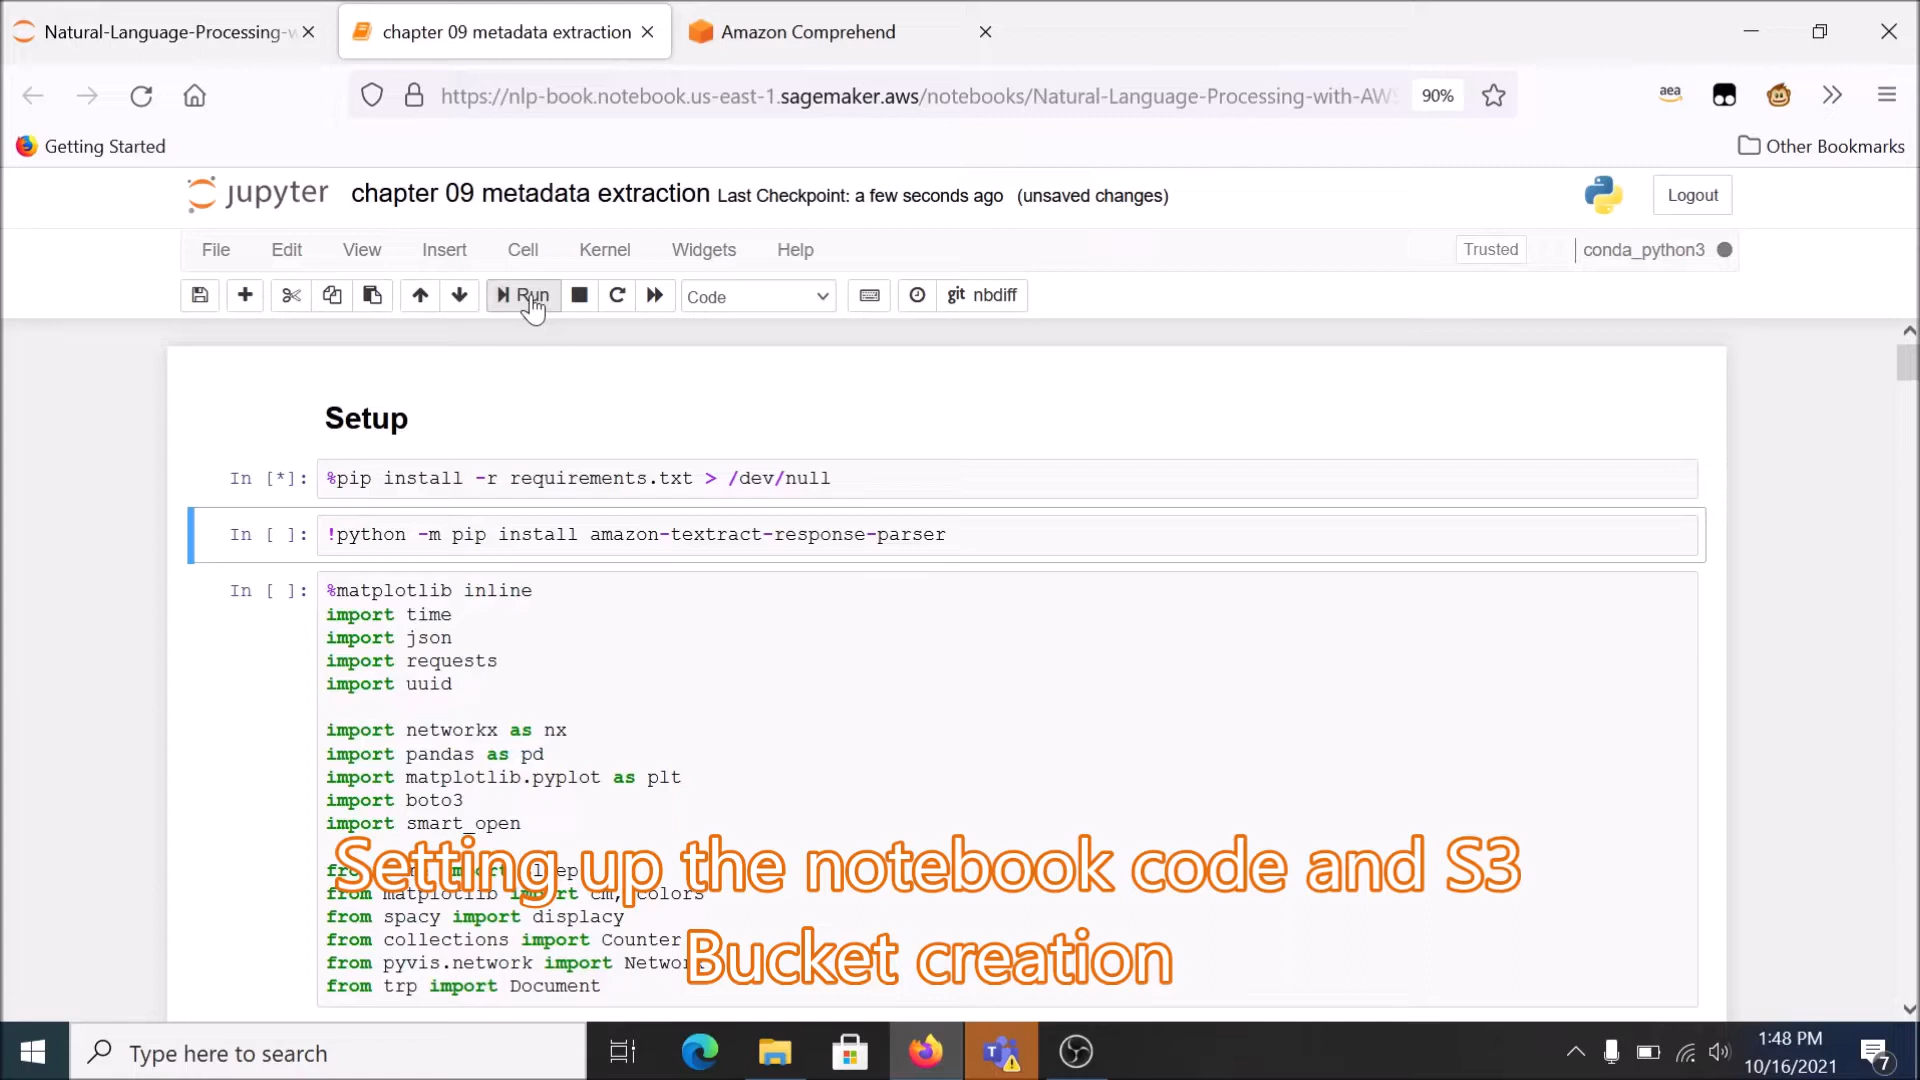 Natural-Language-Processing-w
chapter 09 metadata extraction
Amazon Comprehend
https://nlp-book.notebook.us-east-1.sagemaker.aws/notebooks/Natural-Language-Processing-with-AWS
90%
aea
Getting Started
Other Bookmarks
jupyter chapter 09 metadata extraction Last Checkpoint: a few seconds ago (unsaved changes)
Logout
File Edit View Insert Cell Kernel Widgets Help
Trusted
conda_python3
Run
Code
git nbdiff
Setup
In [*]: %pip install -r requirements.txt > /dev/null
In [ ]: !python -m pip install amazon-textract-response-parser
In [ ]: %matplotlib inline
import time
import json
import requests
import uuid
import networkx as nx
import pandas as pd
import matplotlib.pyplot as plt
import boto3
import smart_open
Setting up the notebook code and S3
from matplotlib import cm, colors
from spacy import displacy
from collections import Counter
Bucket creation
from pyvis.network import Network
from trp import Document
Type here to search
1:48 PM
10/16/2021
7